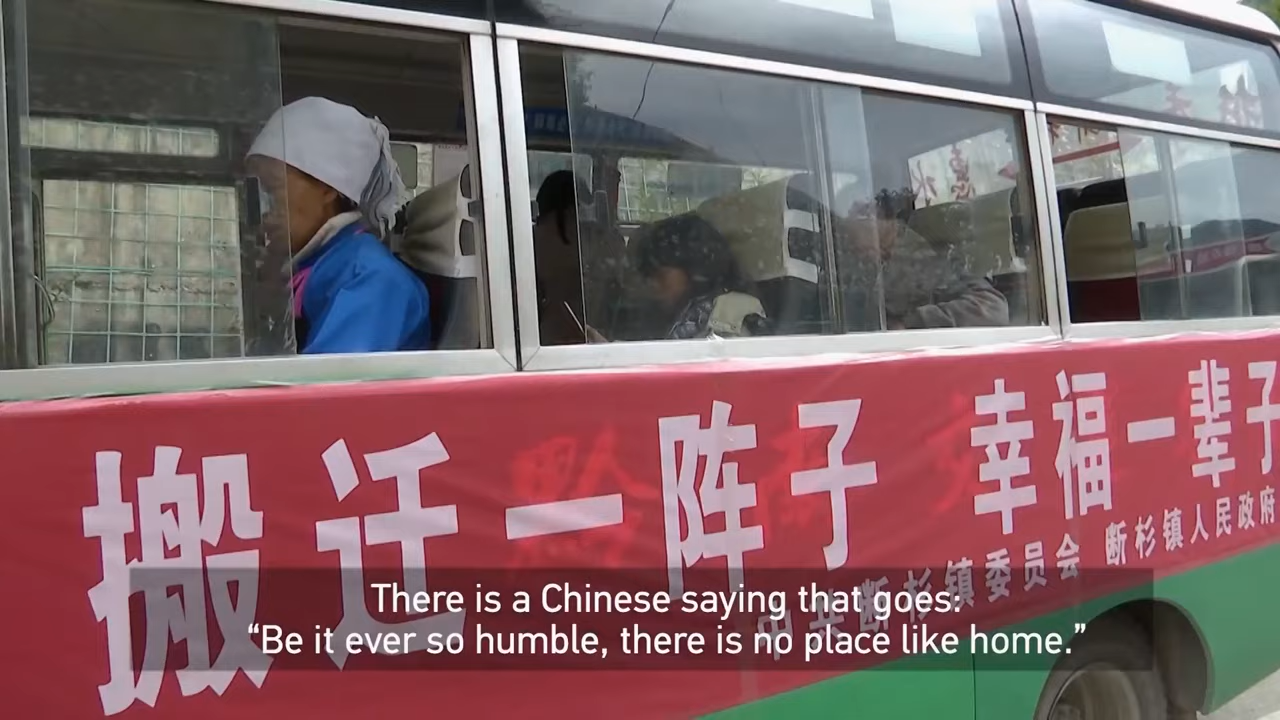 搬迁一阵子 幸福一辈子
中共断杉镇委员会 断杉镇人民政府
There is a Chinese saying that goes:
“Be it ever so humble, there is no place like home.”